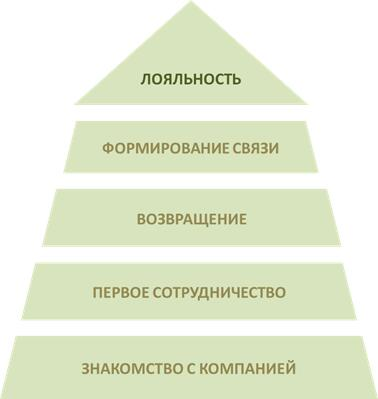 ЛОЯЛЬНОСТЬ
ФОРМИРОВАНИЕ СВЯЗИ
ВОЗВРАЩЕНИЕ
ПЕРВОЕ СОТРУДНИЧЕСТВО
ЗНАКОМСТВО С КОМПАНИЕЙ